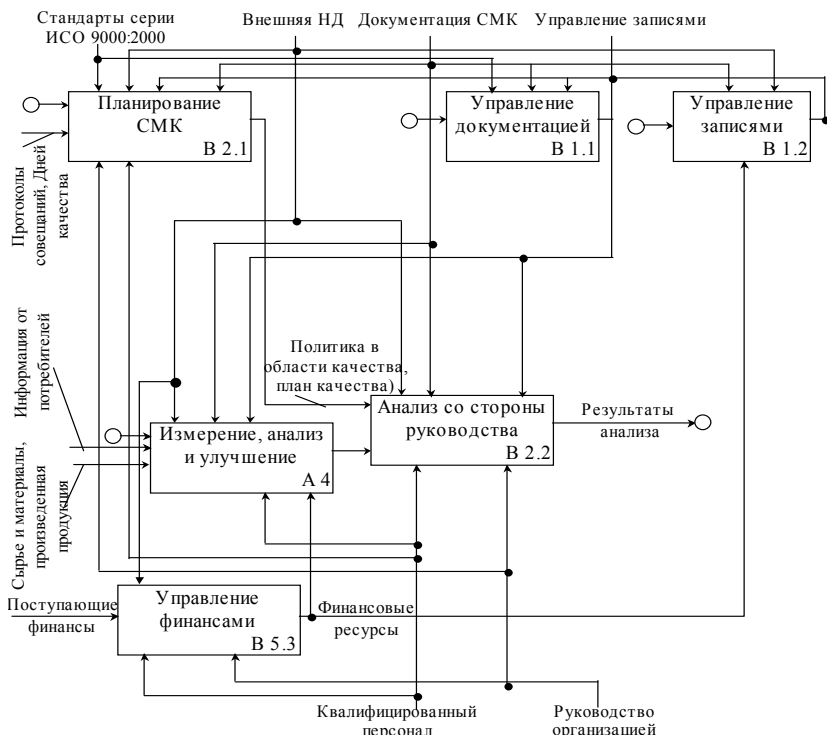 Стандарты серии
ИСО 9000:2000
Внешняя НД
Документация СМК
Управление записями
Планирование
СМК
В 2.1
Управление
документацией
В 1.1
Управление
записями
В 1.2
Протоколы
совещаний, Дней
качества
Информация от
потребителей
Политика в
области качества,
план качества)
Измерение, анализ
и улучшение
А 4
Анализ со стороны
руководства
В 2.2
Результаты
анализа
Сырье и материалы,
произведенная
продукция
Поступающие
финансы
Управление
финансами
В 5.3
Финансовые
ресурсы
Квалифицированный
персонал
Руководство
организацией